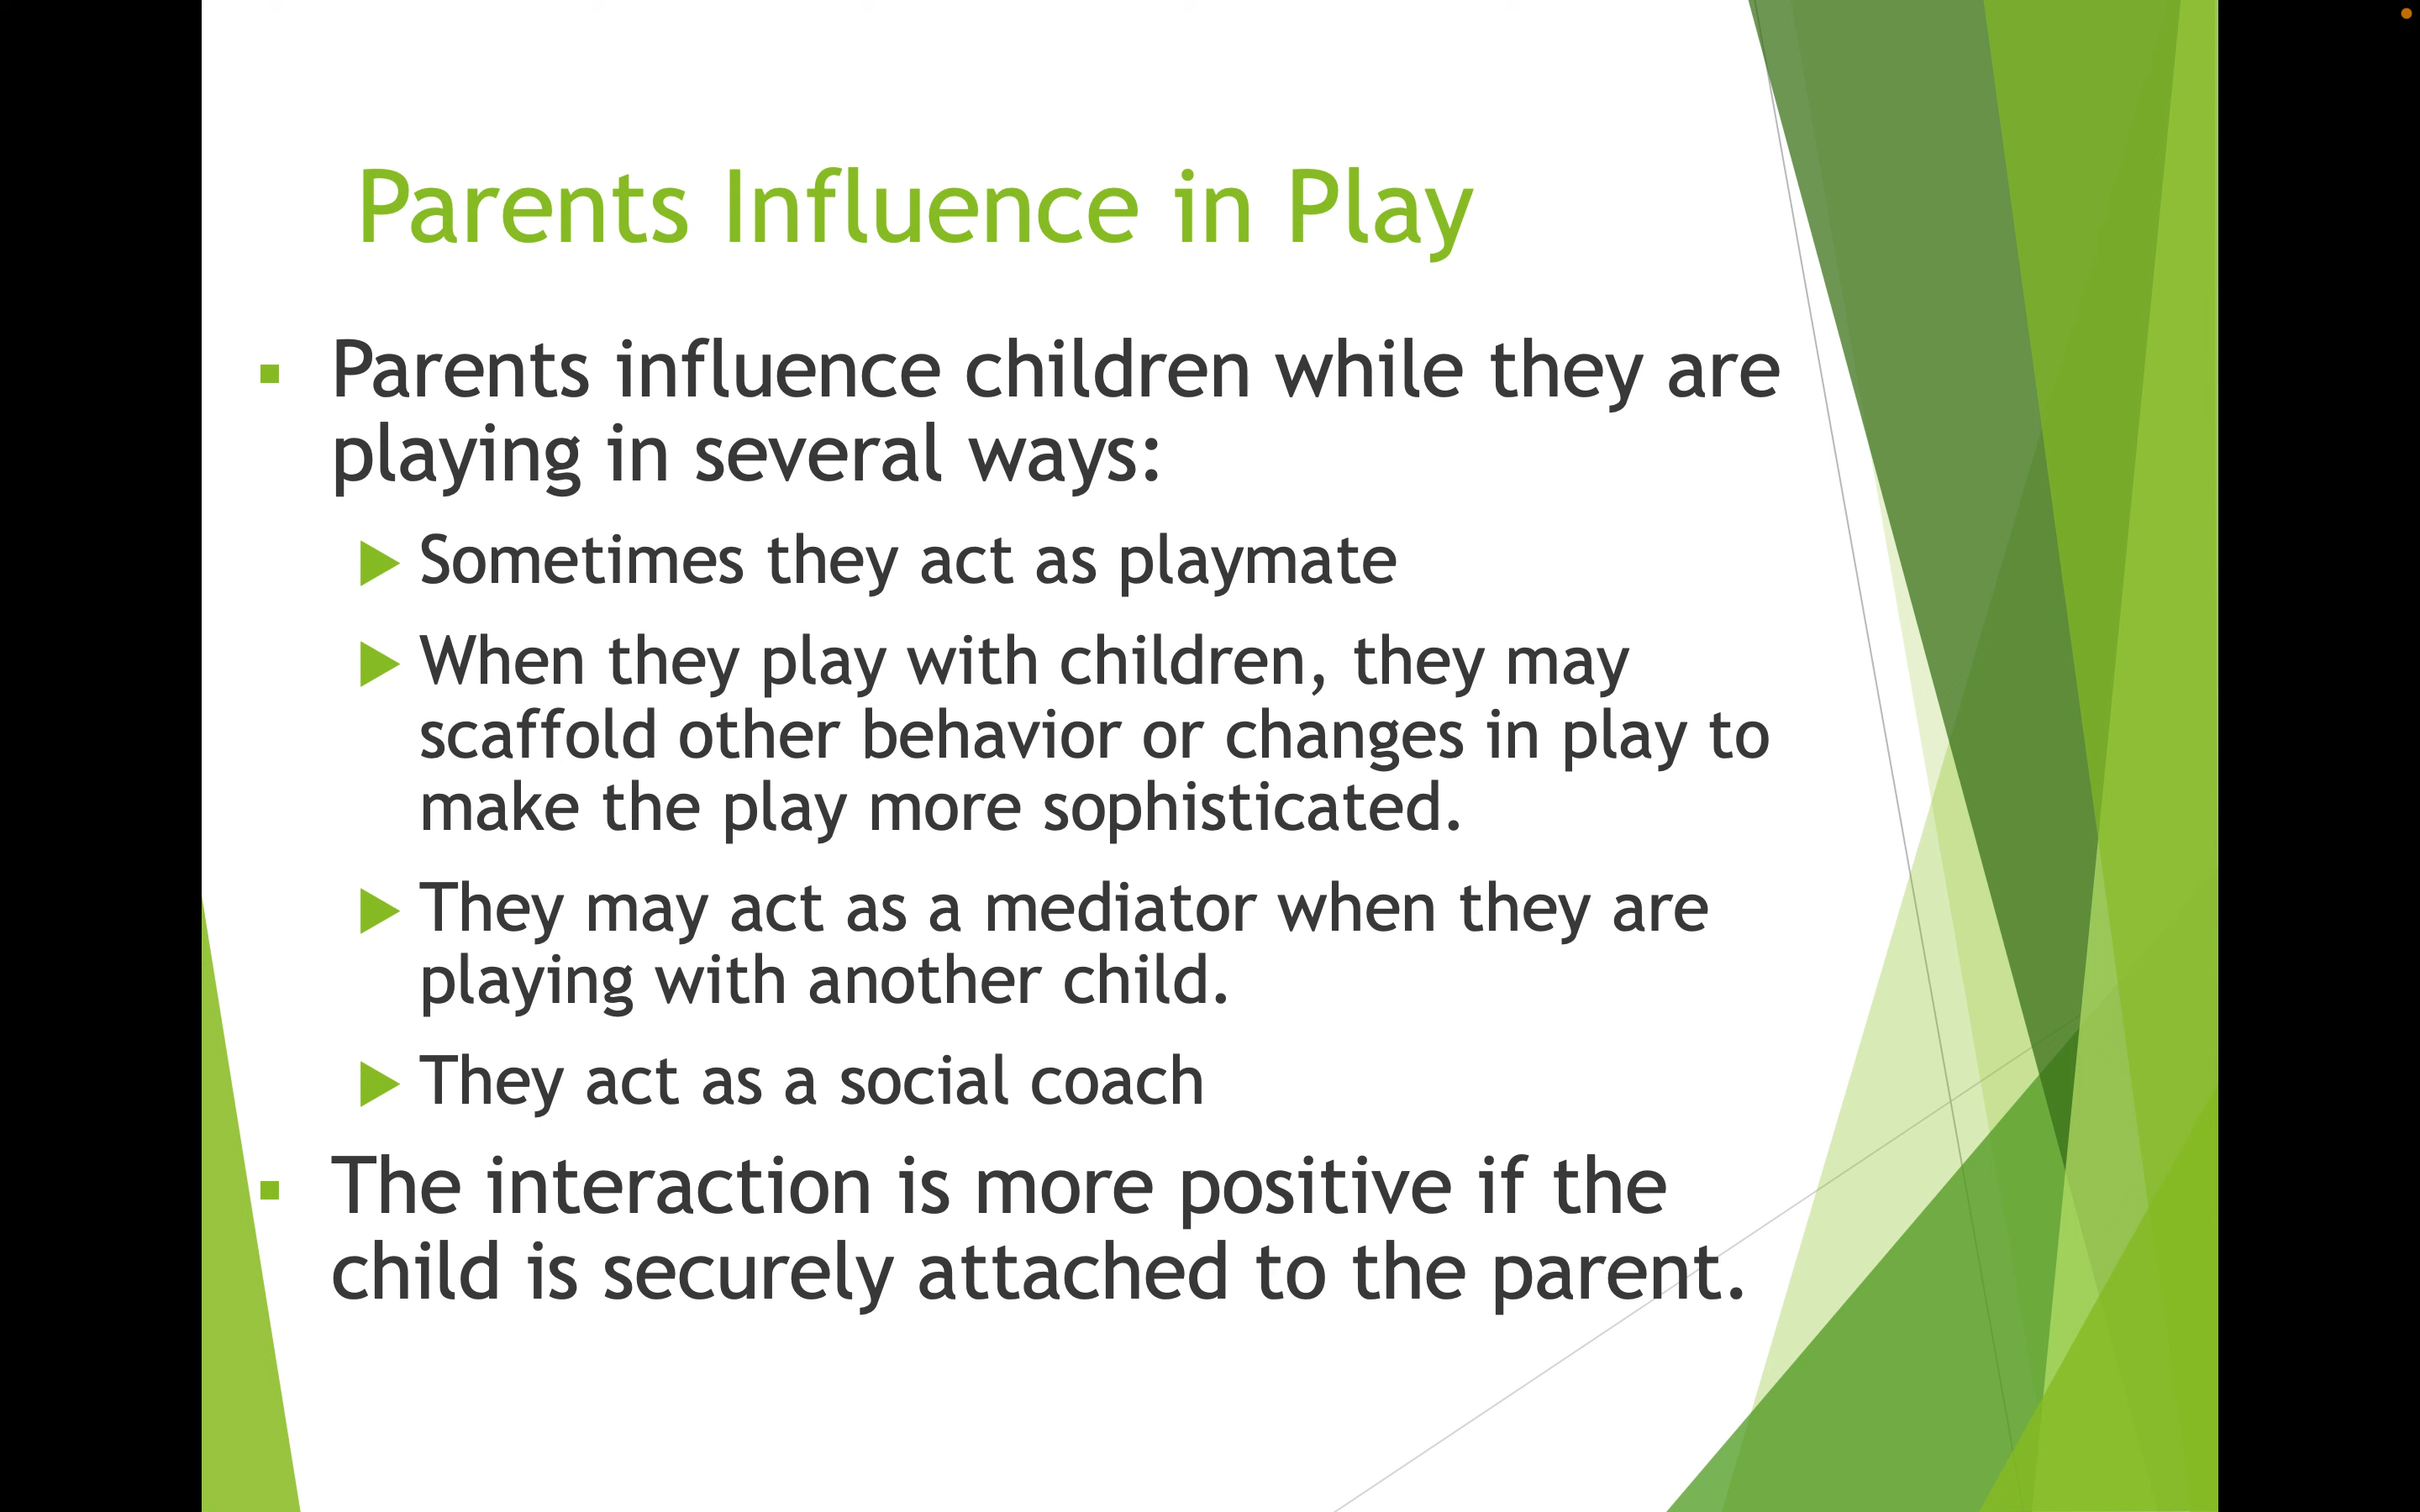 Parents Influence in Play
Parents influence children while they are
playing in several ways:
Sometimes they act as playmate
When they play with children, they may
scaffold other behavior or changes in play to
make the play more sophisticated.
They may act as a mediator when they are
playing with another child.
They act as a social coach
The interaction is more positive if the
child is securely attached to the parent.